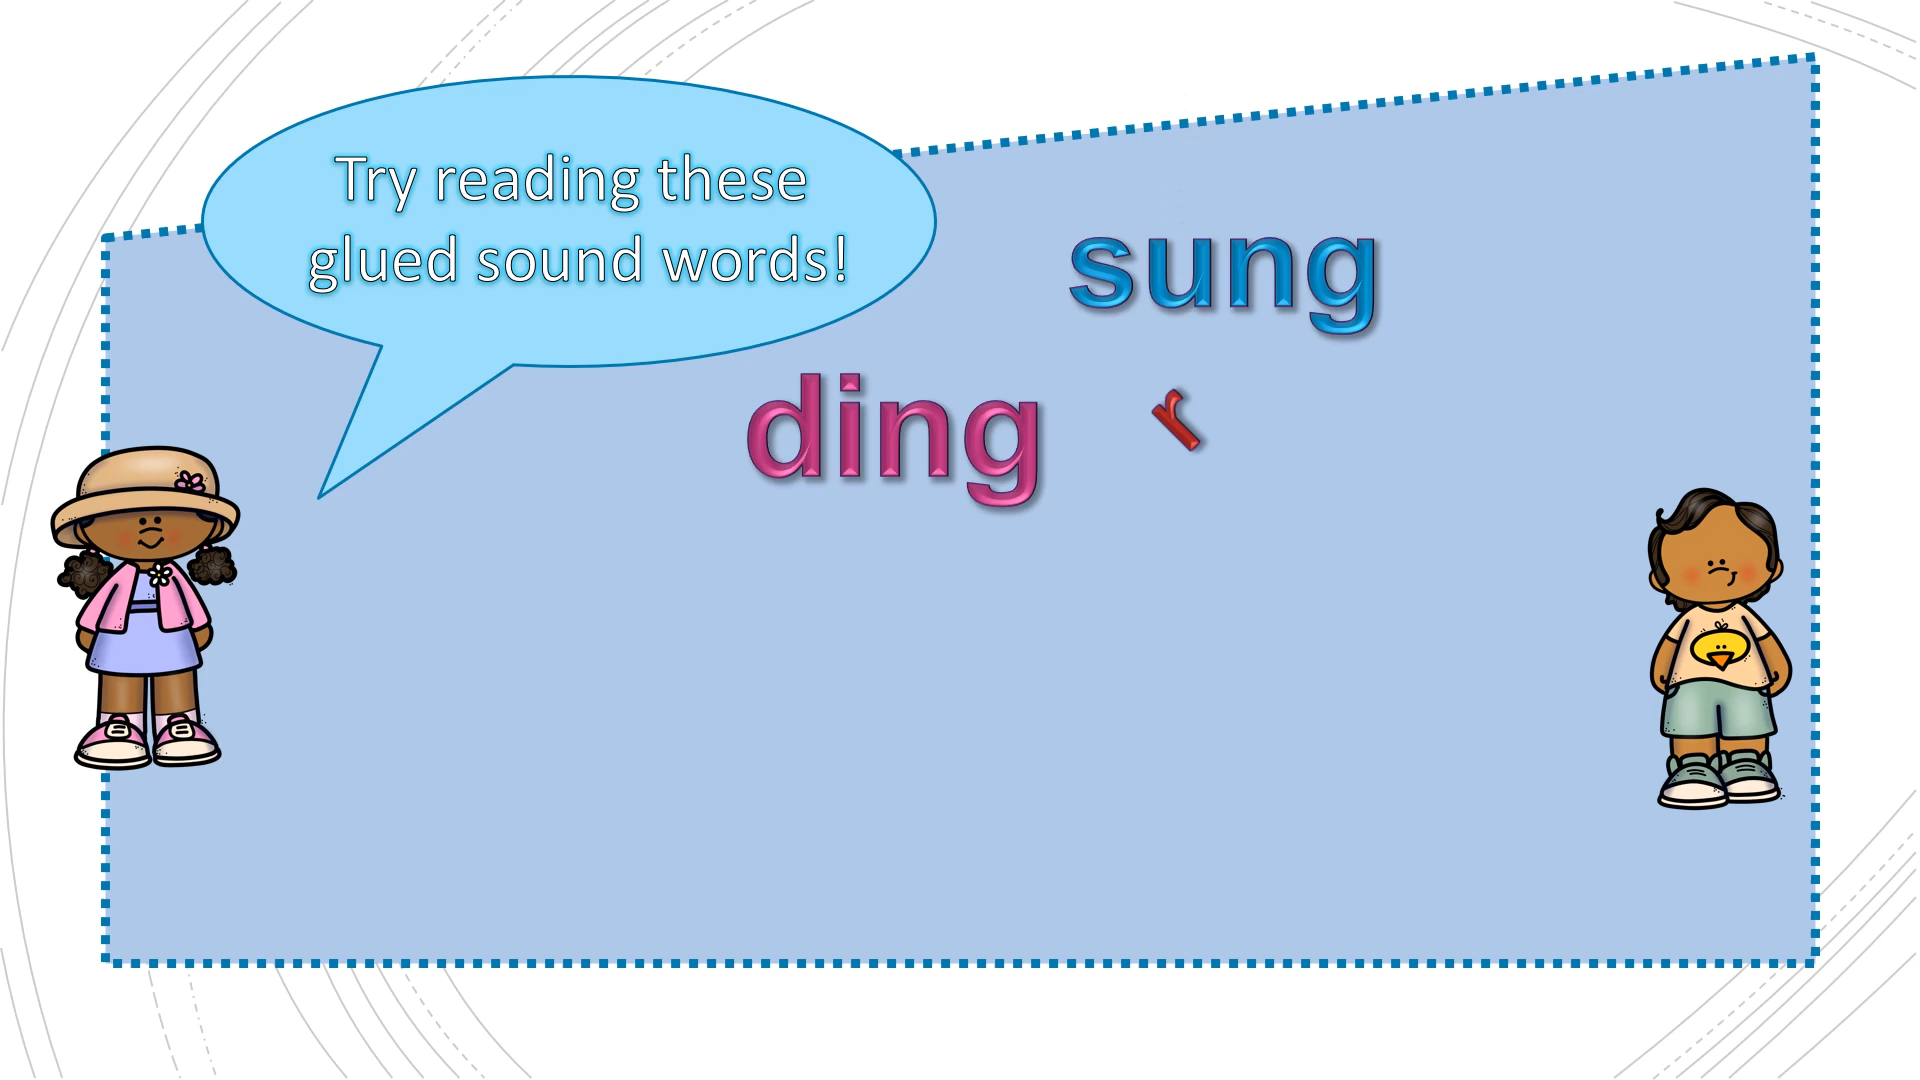 Try reading these
glued sound words!
sung
ding
r